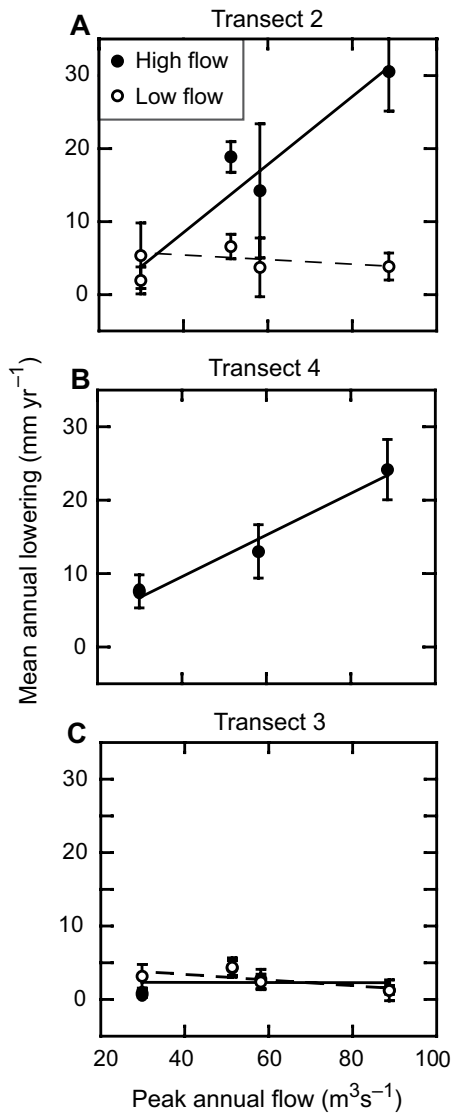 A
Transect 2
High flow
Low flow
30
20
10
0
B
Transect 4
30
20
10
0
Mean annual lowering (mm yr⁻¹)
C
Transect 3
30
20
10
0
20 40 60 80 100
Peak annual flow (m³s⁻¹)